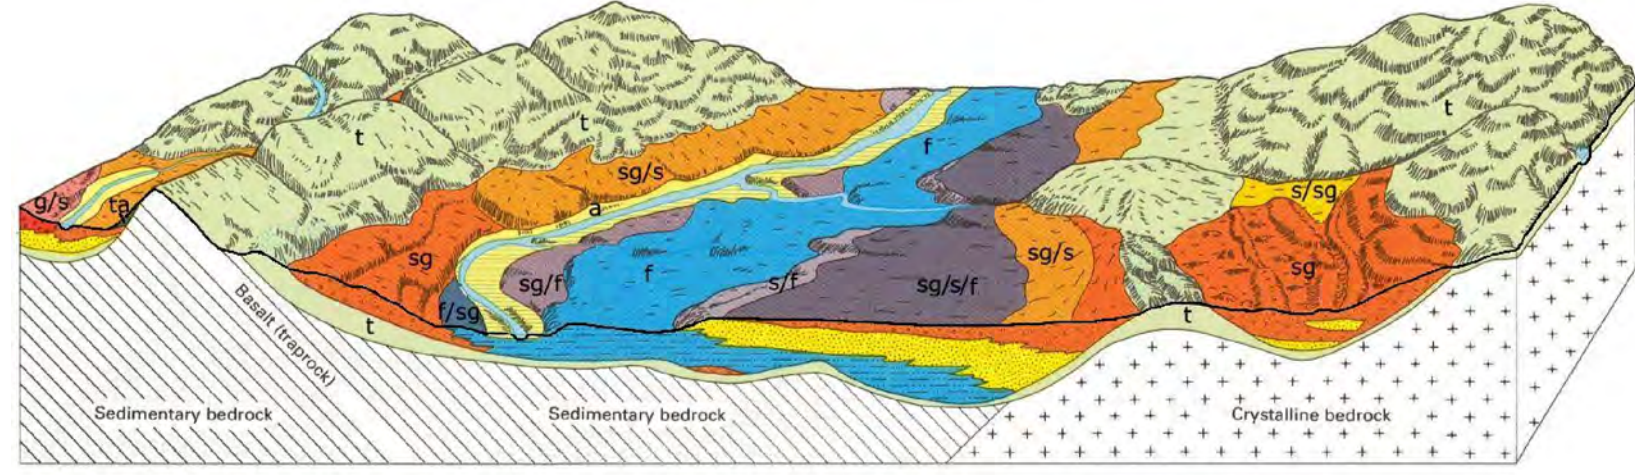 t
t
t
f
sg/s
g/s
ta
a
s/sg
sg
sg/f
f
s/f
sg/s/f
sg/s
sg
f/sg
t
t
Basalt (traprock)
Sedimentary bedrock
Sedimentary bedrock
Crystalline bedrock